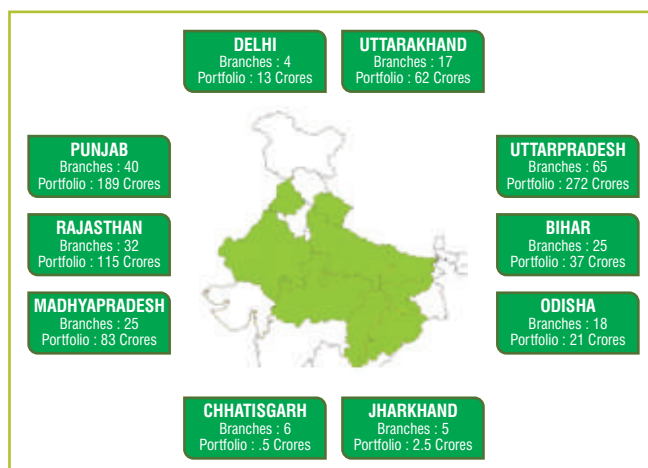 DELHI
Branches : 4
Portfolio : 13 Crores
UTTARAKHAND
Branches : 17
Portfolio : 62 Crores
PUNJAB
Branches : 40
Portfolio : 189 Crores
UTTARPRADESH
Branches : 65
Portfolio : 272 Crores
RAJASTHAN
Branches : 32
Portfolio : 115 Crores
BIHAR
Branches : 25
Portfolio : 37 Crores
MADHYAPRADESH
Branches : 25
Portfolio : 83 Crores
ODISHA
Branches : 18
Portfolio : 21 Crores
CHHATISGARH
Branches : 6
Portfolio : .5 Crores
JHARKHAND
Branches : 5
Portfolio : 2.5 Crores